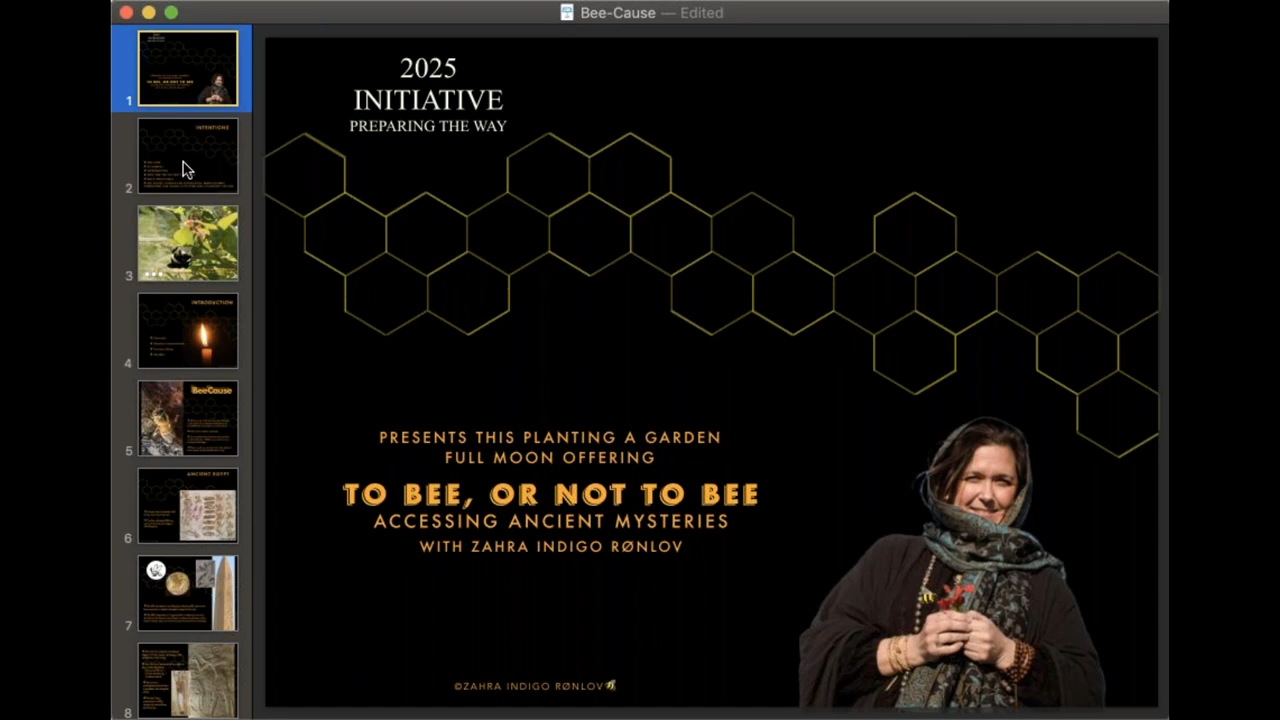 Bee-Cause — Edited
2025
INITIATIVE
PREPARING THE WAY
PRESENTS THIS PLANTING A GARDEN
FULL MOON OFFERING
TO BEE, OR NOT TO BEE
ACCESSING ANCIENT MYSTERIES
WITH ZAHRA INDIGO RØNLOV
©ZAHRA INDIGO RØNLOV
1
INTENTIONS
2
3
INTRODUCTION
4
BeeCause
5
ANCIENT EGYPT
6
7
8